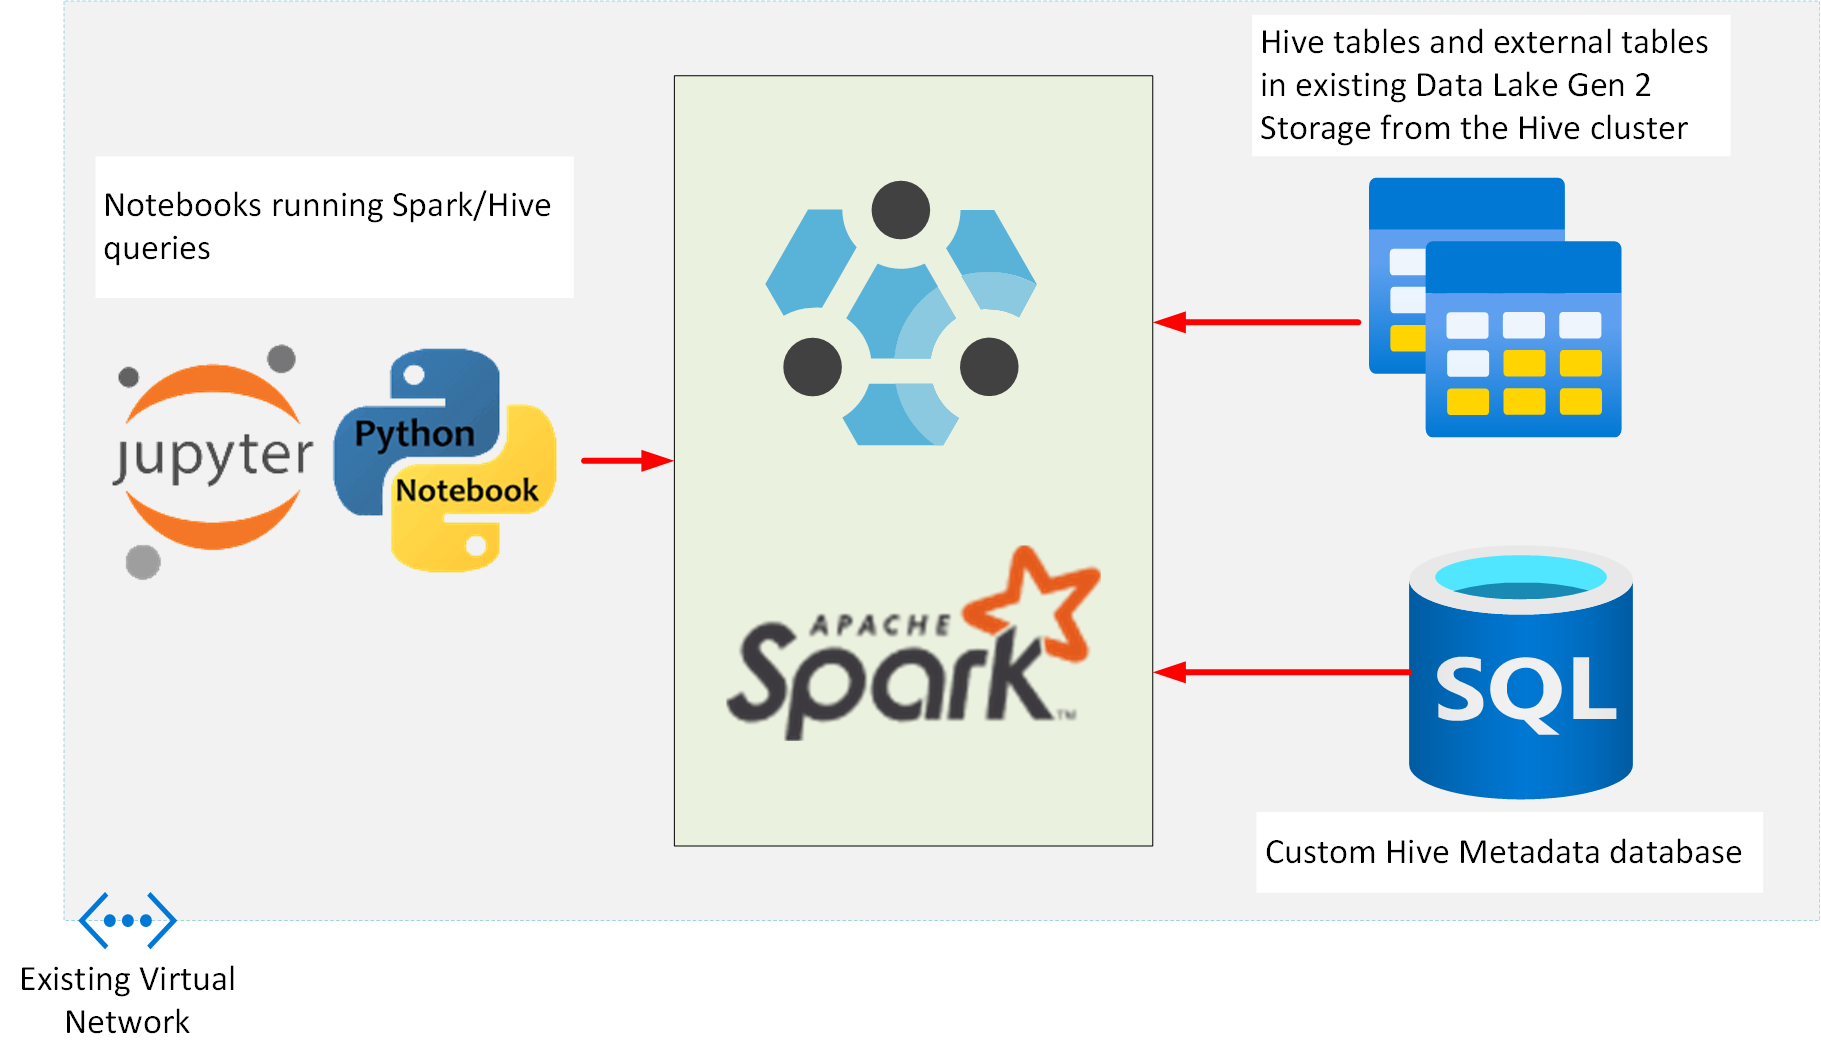 Hive tables and external tables
in existing Data Lake Gen 2
Storage from the Hive cluster
Notebooks running Spark/Hive
queries
jupyter
Python
Notebook
APACHE
Spark™
SQL
Custom Hive Metadata database
Existing Virtual
Network